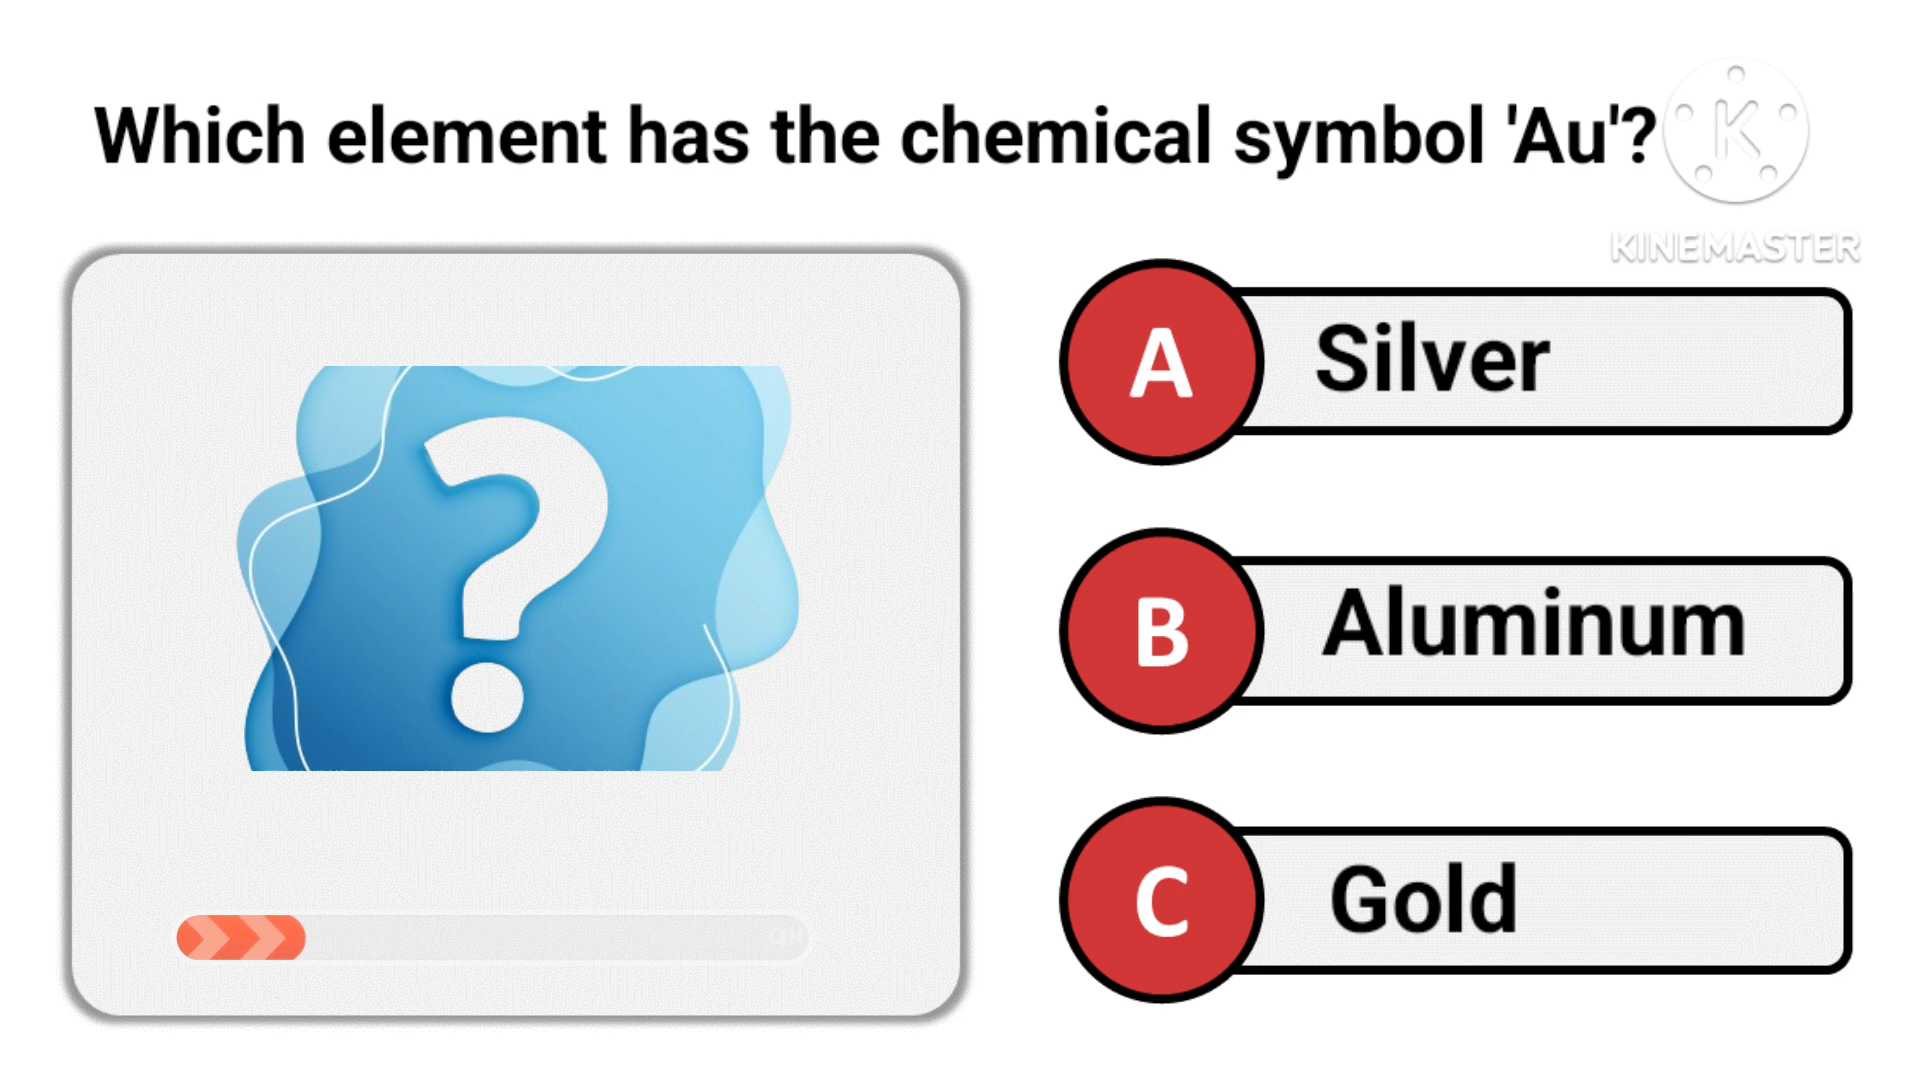 Which element has the chemical symbol 'Au'?
K
KINEMASTER
A Silver
?
B Aluminum
C Gold